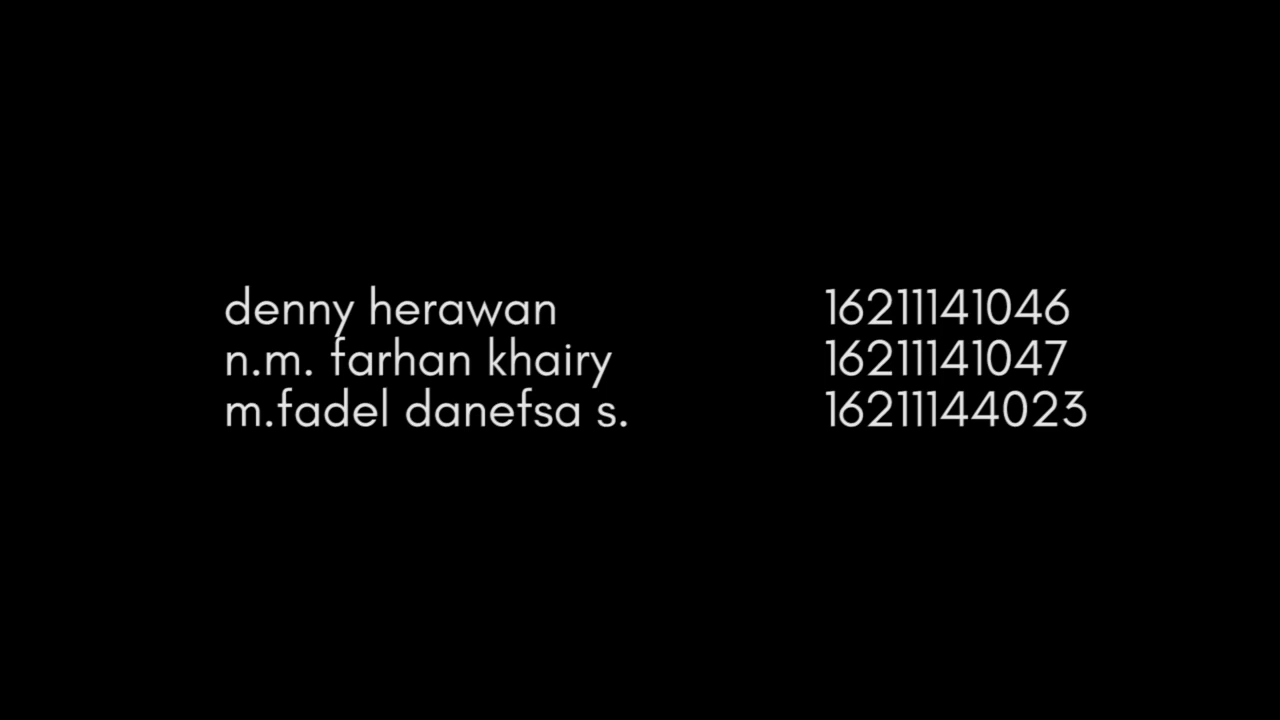 denny herawan 16211141046
n.m. farhan khairy 16211141047
m.fadel danefsa s. 16211144023